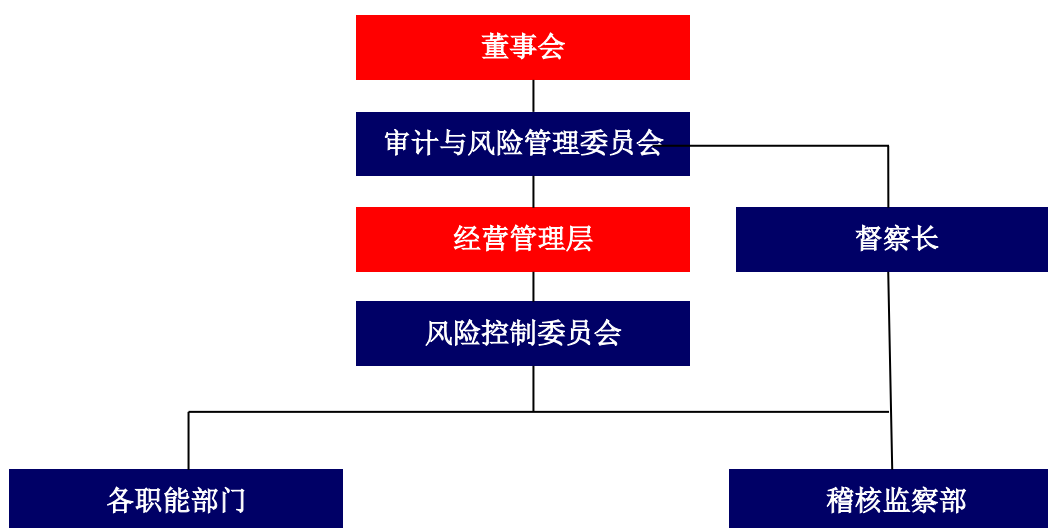 董事会
审计与风险管理委员会
经营管理层
督察长
风险控制委员会
各职能部门
稽核监察部